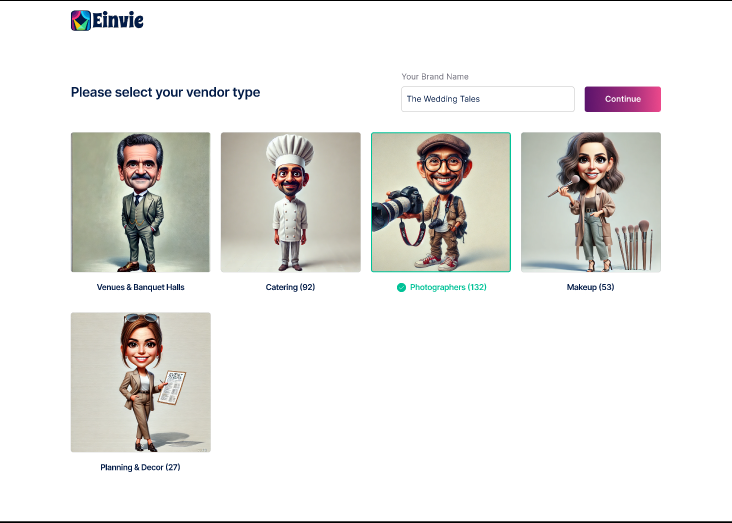 Einvie
Your Brand Name
Please select your vendor type
The Wedding Tales
Continue
Venues & Banquet Halls
Catering (92)
Photographers (132)
Makeup (53)
Planning & Decor (27)